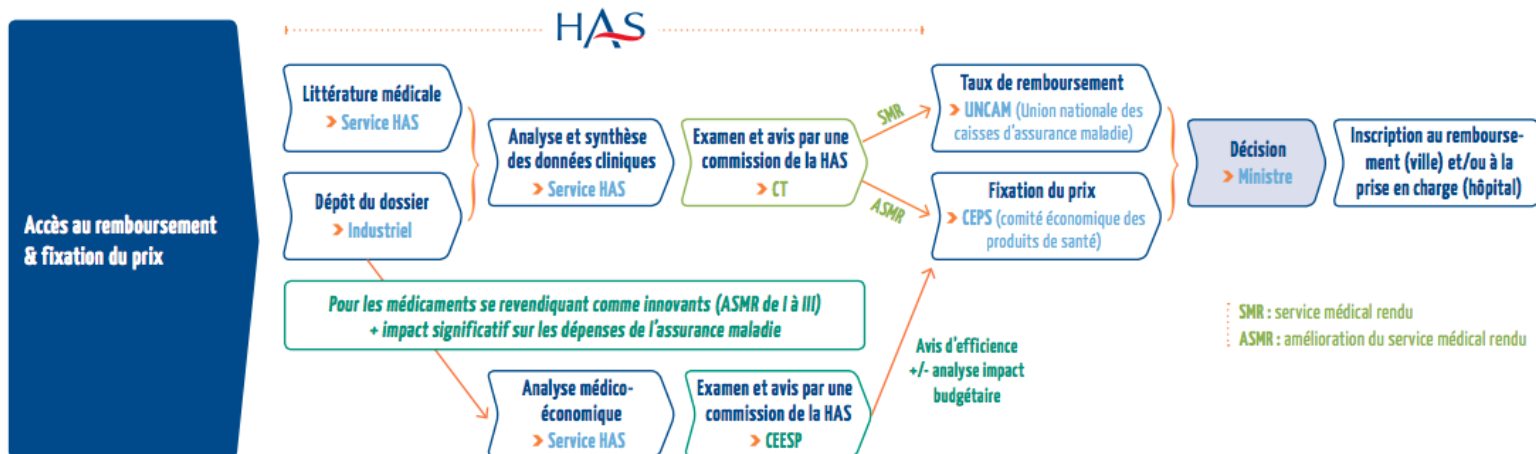 HAS
Accès au remboursement
& fixation du prix
Littérature médicale
> Service HAS
Dépôt du dossier
> Industriel
Analyse et synthèse
des données cliniques
> Service HAS
Examen et avis par une
commission de la HAS
> CT
SMR
ASMR
Taux de remboursement
> UNCAM (Union nationale des
caisses d'assurance maladie)
Fixation du prix
> CEPS (comité économique des
produits de santé)
Décision
> Ministre
Inscription au rembourse-
ment (ville) et/ou à la
prise en charge (hôpital)
Pour les médicaments se revendiquant comme innovants (ASMR de I à III)
+ impact significatif sur les dépenses de l'assurance maladie
Analyse médico-
économique
> Service HAS
Examen et avis par une
commission de la HAS
> CEESP
Avis d'efficience
+/- analyse impact
budgétaire
SMR : service médical rendu
ASMR : amélioration du service médical rendu